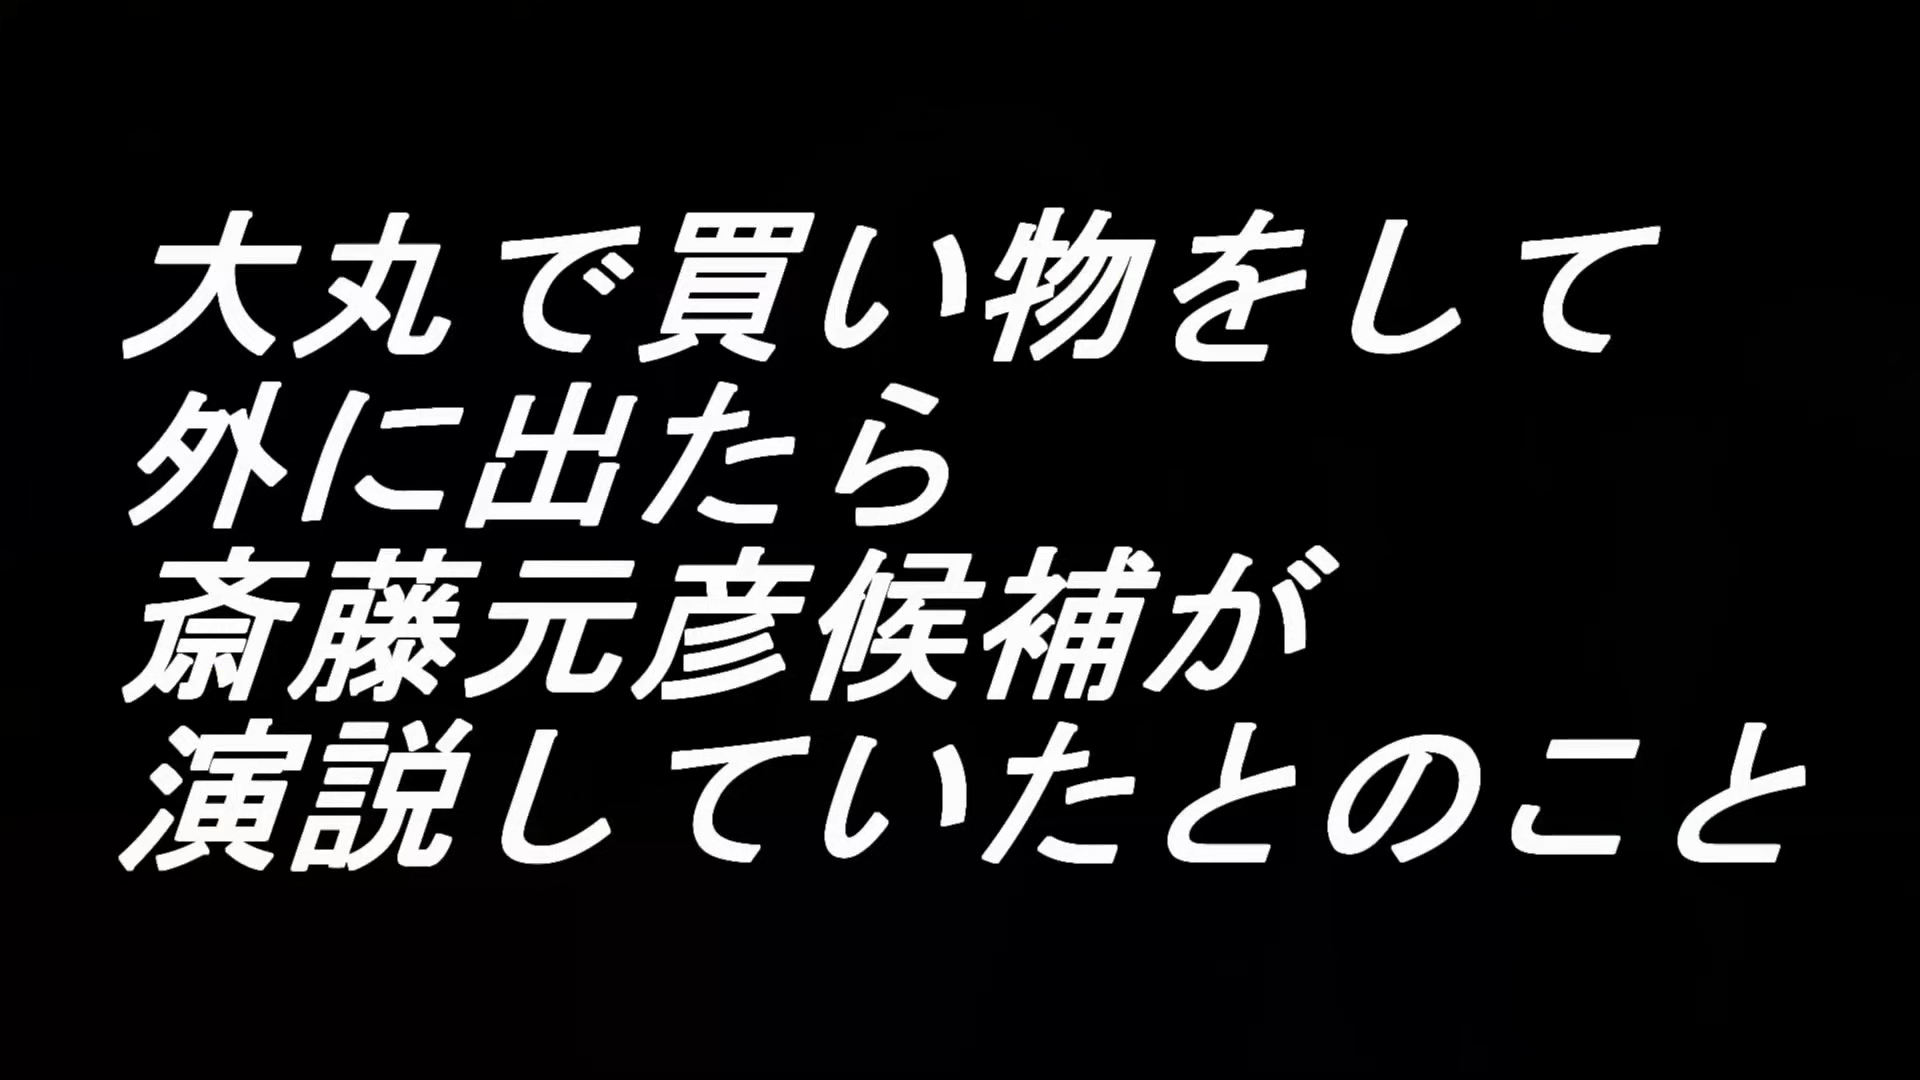 大丸で買い物をして
外に出たら
斎藤元彦候補が
演説していたとのこと